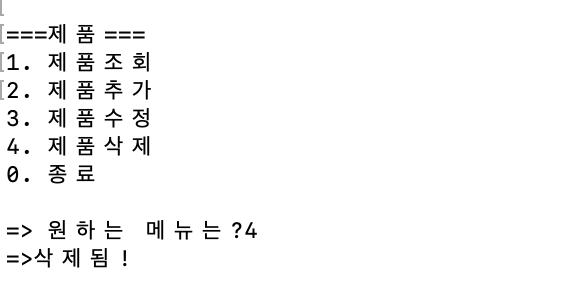 ===제품 ===
1. 제품조회
2. 제품추가
3. 제품수정
4. 제품삭제
0. 종료
=> 원하는 메뉴는?4
=>삭제됨!